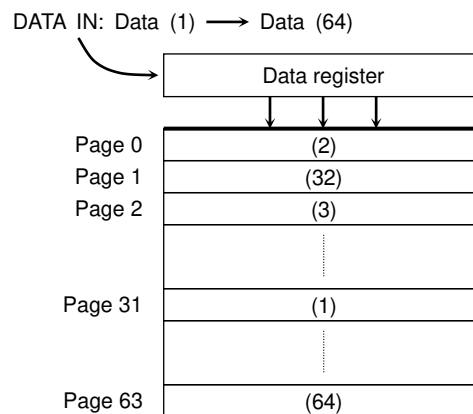 DATA IN: Data (1) ⟶ Data (64)
Data register
Page 0 (2)
Page 1 (32)
Page 2 (3)
Page 31 (1)
Page 63 (64)